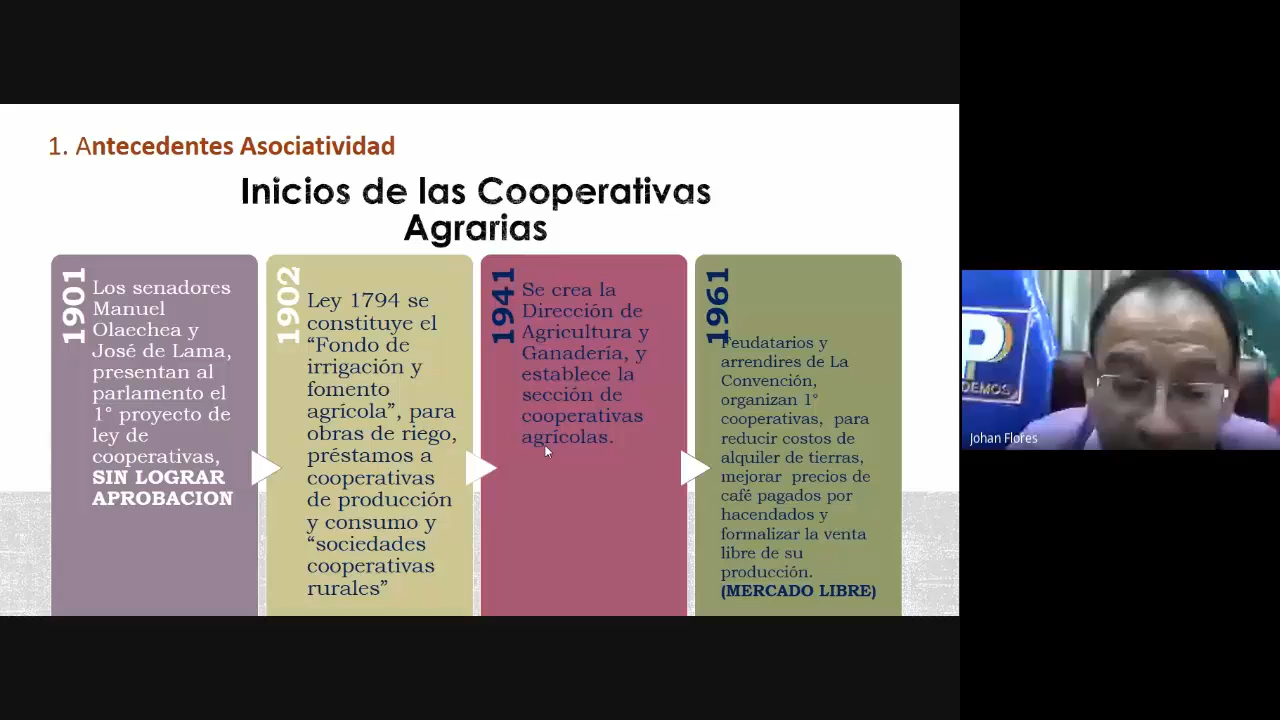 1. Antecedentes Asociatividad
Inicios de las Cooperativas
Agrarias
1901
Los senadores
Manuel
Olaechea y
José de Lama,
presentan al
parlamento el
1° proyecto de
ley de
cooperativas,
SIN LOGRAR
APROBACION
1902
Ley 1794 se
constituye el
“Fondo de
irrigación y
fomento
agrícola”, para
obras de riego,
préstamos a
cooperativas
de producción
y consumo y
“sociedades
cooperativas
rurales”
1941
Se crea la
Dirección de
Agricultura y
Ganadería, y
establece la
sección de
cooperativas
agrícolas.
1961
Feudatarios y
arrendires de La
Convención,
organizan 1°
cooperativas, para
reducir costos de
alquiler de tierras,
mejorar precios de
café pagados por
hacendados y
formalizar la venta
libre de su
producción.
(MERCADO LIBRE)
P
DEMOS
Johan Flores